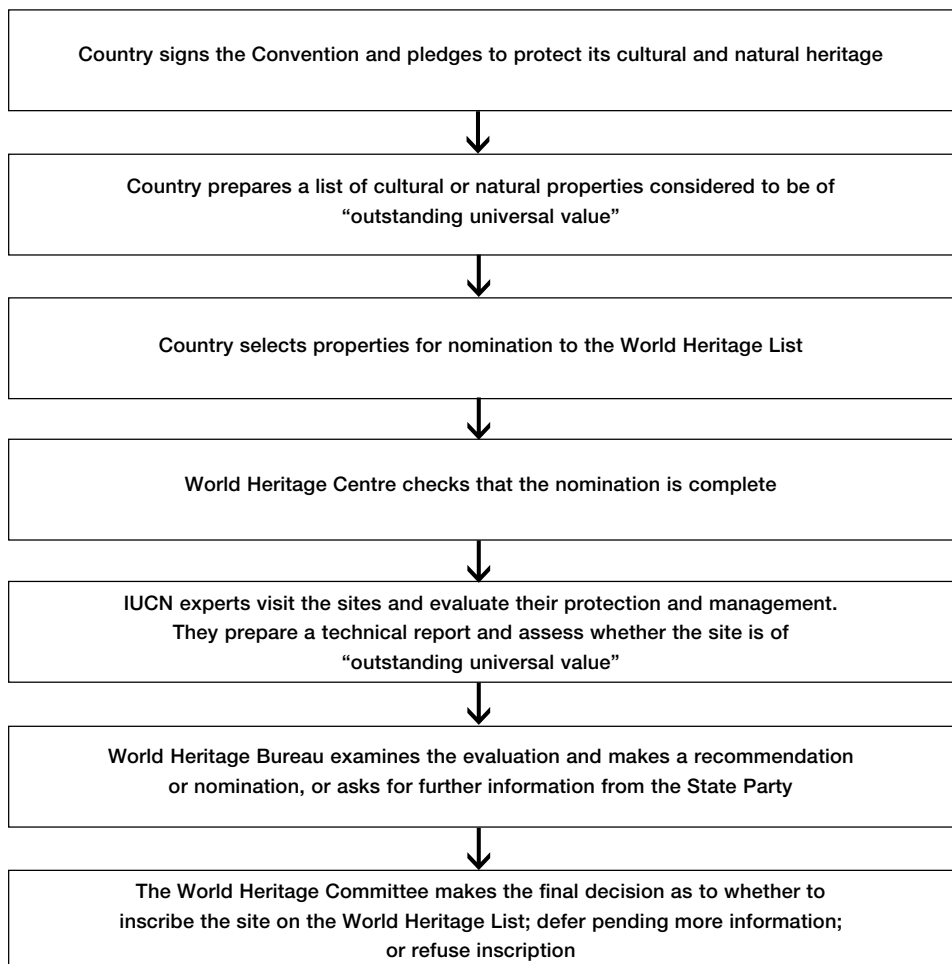 Country signs the Convention and pledges to protect its cultural and natural heritage
Country prepares a list of cultural or natural properties considered to be of
“outstanding universal value”
Country selects properties for nomination to the World Heritage List
World Heritage Centre checks that the nomination is complete
IUCN experts visit the sites and evaluate their protection and management.
They prepare a technical report and assess whether the site is of
“outstanding universal value”
World Heritage Bureau examines the evaluation and makes a recommendation
or nomination, or asks for further information from the State Party
The World Heritage Committee makes the final decision as to whether to
inscribe the site on the World Heritage List; defer pending more information;
or refuse inscription